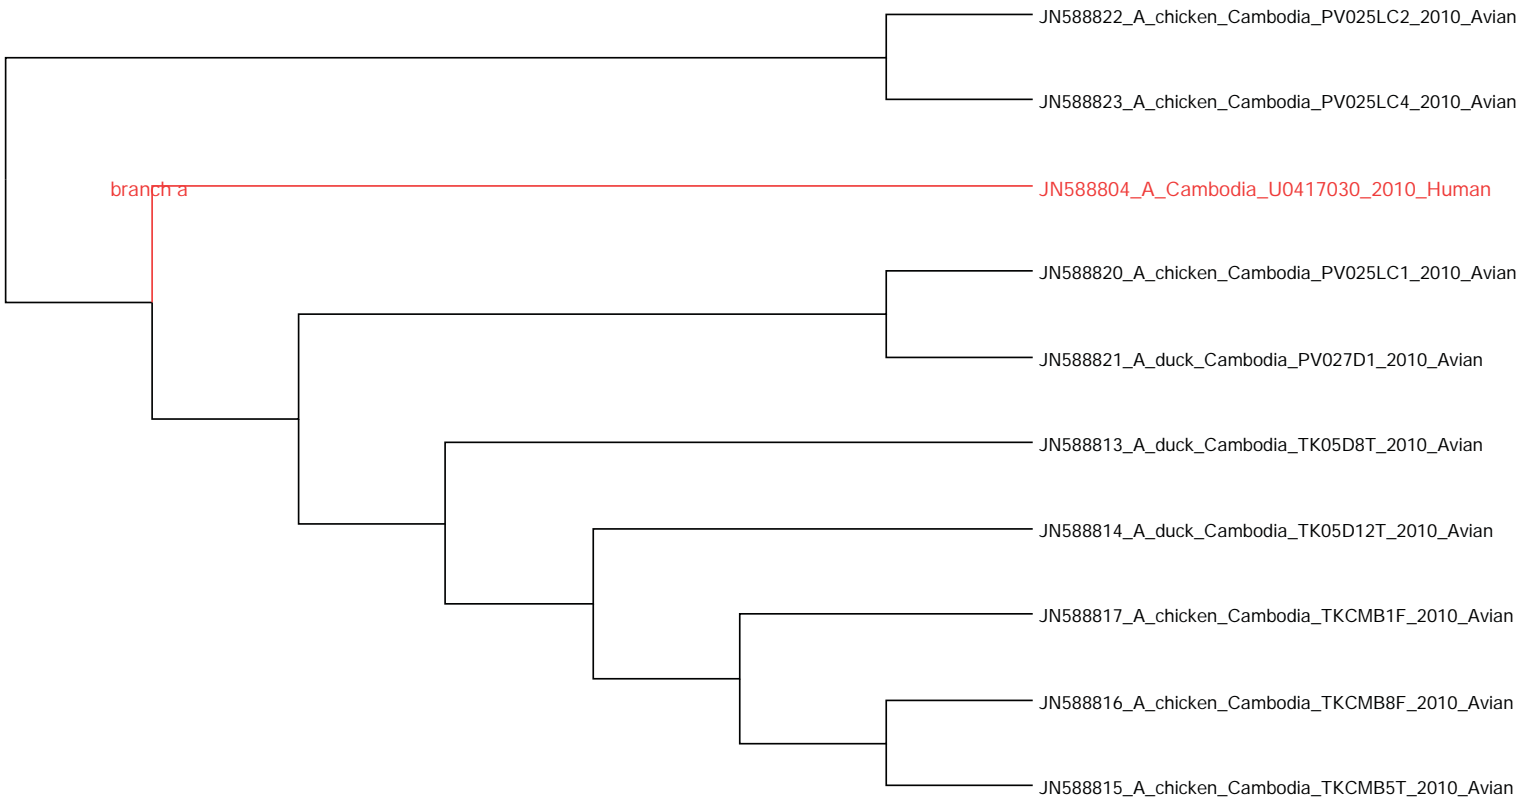 JN588822_A_chicken_Cambodia_PV025LC2_2010_Avian
JN588823_A_chicken_Cambodia_PV025LC4_2010_Avian
branch a
JN588804_A_Cambodia_U0417030_2010_Human
JN588820_A_chicken_Cambodia_PV025LC1_2010_Avian
JN588821_A_duck_Cambodia_PV027D1_2010_Avian
JN588813_A_duck_Cambodia_TK05D8T_2010_Avian
JN588814_A_duck_Cambodia_TK05D12T_2010_Avian
JN588817_A_chicken_Cambodia_TKCMB1F_2010_Avian
JN588816_A_chicken_Cambodia_TKCMB8F_2010_Avian
JN588815_A_chicken_Cambodia_TKCMB5T_2010_Avian